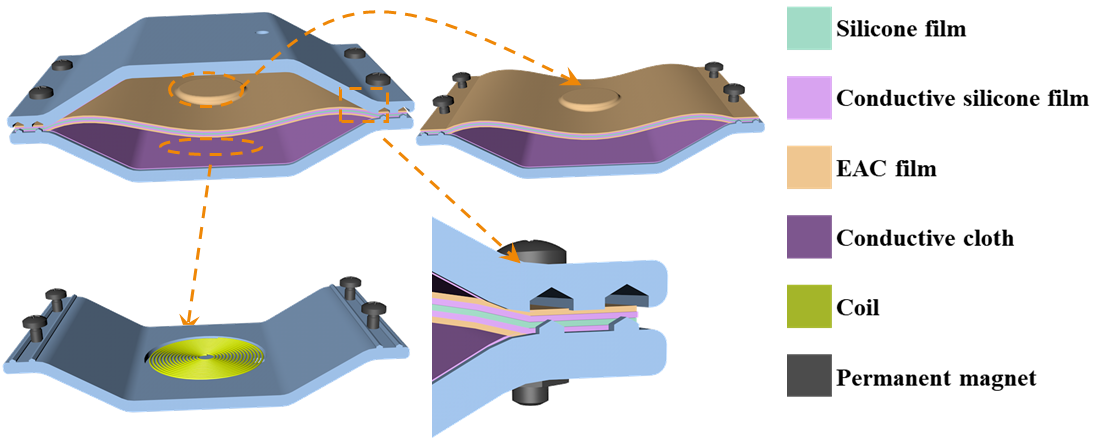 Silicone film
Conductive silicone film
EAC film
Conductive cloth
Coil
Permanent magnet